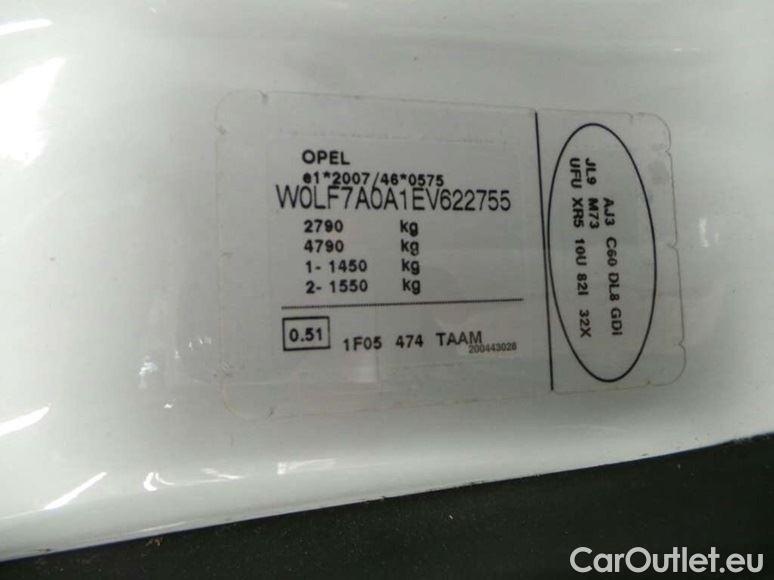 OPEL
e1*2007/46*0575
W0LF7A0A1EV622755
2790 kg
4790 kg
1- 1450 kg
2- 1550 kg
0.51 1F05 474 TAAM
200443028
AJ3 C60 DL8 GDI
JL9 M73
UFU XR5 10U 82I 32X
CarOutlet.eu